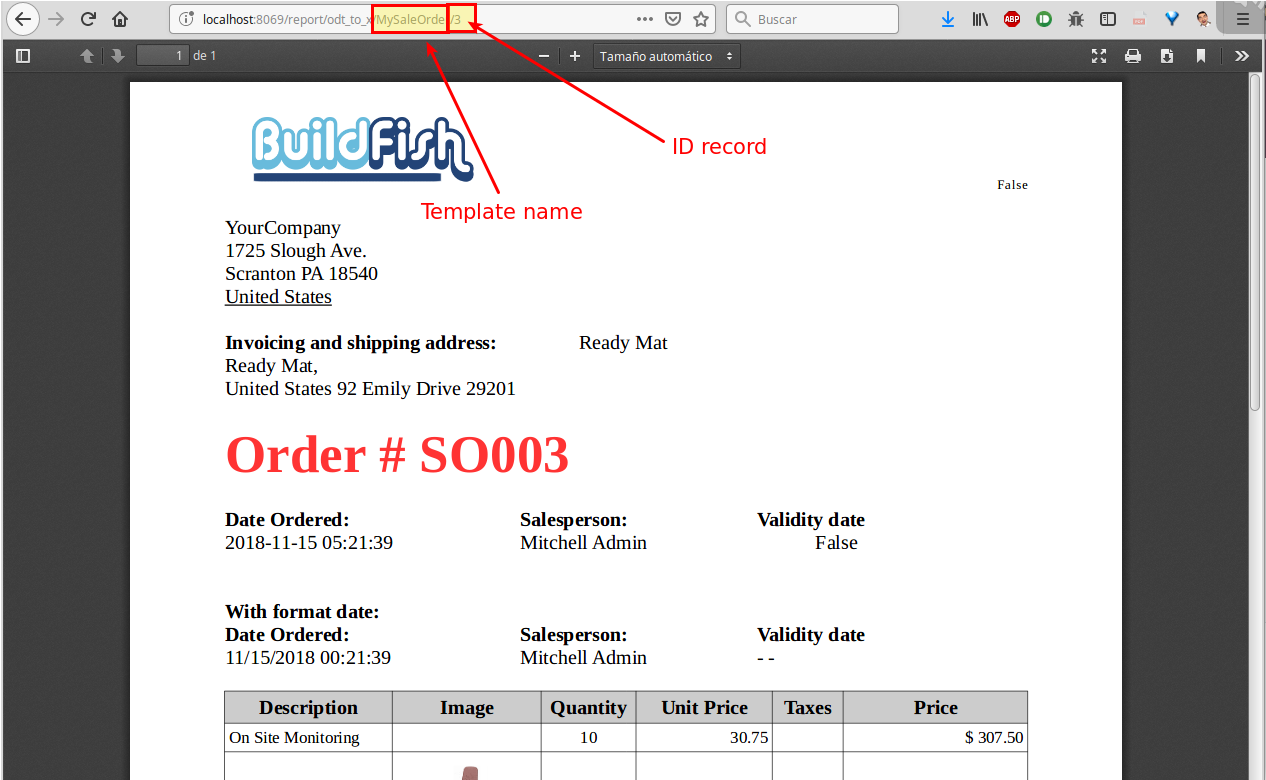 localhost:8069/report/odt_to_x/MySaleOrde/3
Buscar
ABP
1 de 1
Tamaño automático
BuildFish
ID record
False
Template name
YourCompany
1725 Slough Ave.
Scranton PA 18540
United States
Invoicing and shipping address: Ready Mat
Ready Mat,
United States 92 Emily Drive 29201
Order # SO003
Date Ordered: Salesperson: Validity date
2018-11-15 05:21:39 Mitchell Admin False
With format date:
Date Ordered: Salesperson: Validity date
11/15/2018 00:21:39 Mitchell Admin - -
Description Image Quantity Unit Price Taxes Price
On Site Monitoring 10 30.75 $ 307.50